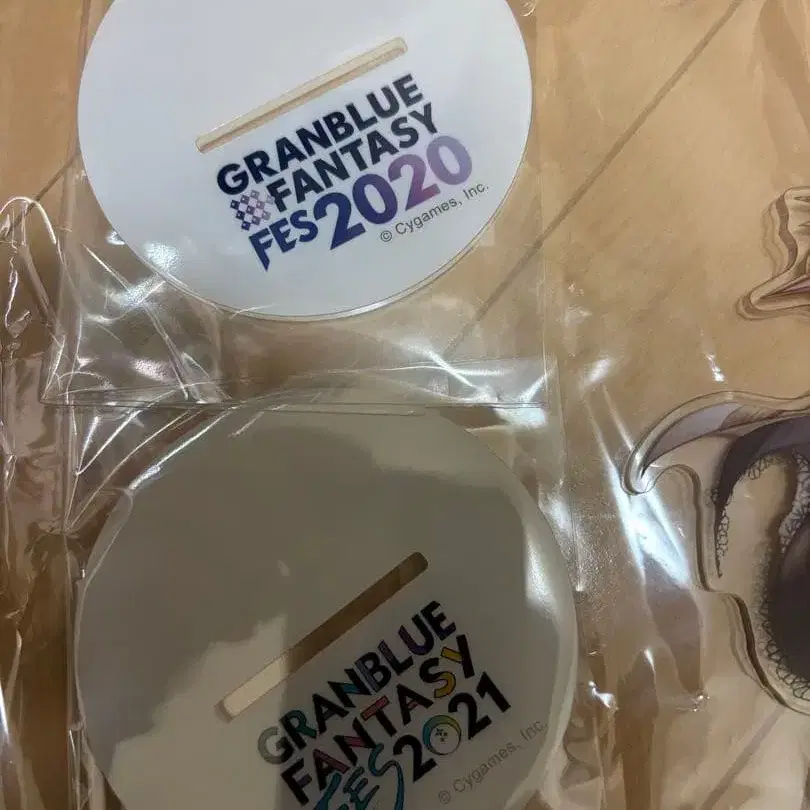 GRANBLUE
FANTASY
FES2020
© Cygames, Inc.
GRANBLUE
FANTASY
FES2021
© Cygames, Inc.